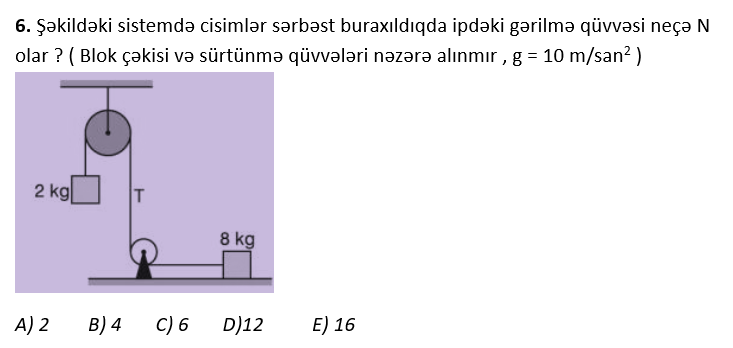 6. Şəkildəki sistemdə cisimlər sərbəst buraxıldıqda ipdəki gərilmə qüvvəsi neçə N
olar ? ( Blok çəkisi və sürtünmə qüvvələri nəzərə alınmır , g = 10 m/san² )
2 kg
T
8 kg
A) 2 B) 4 C) 6 D)12 E) 16